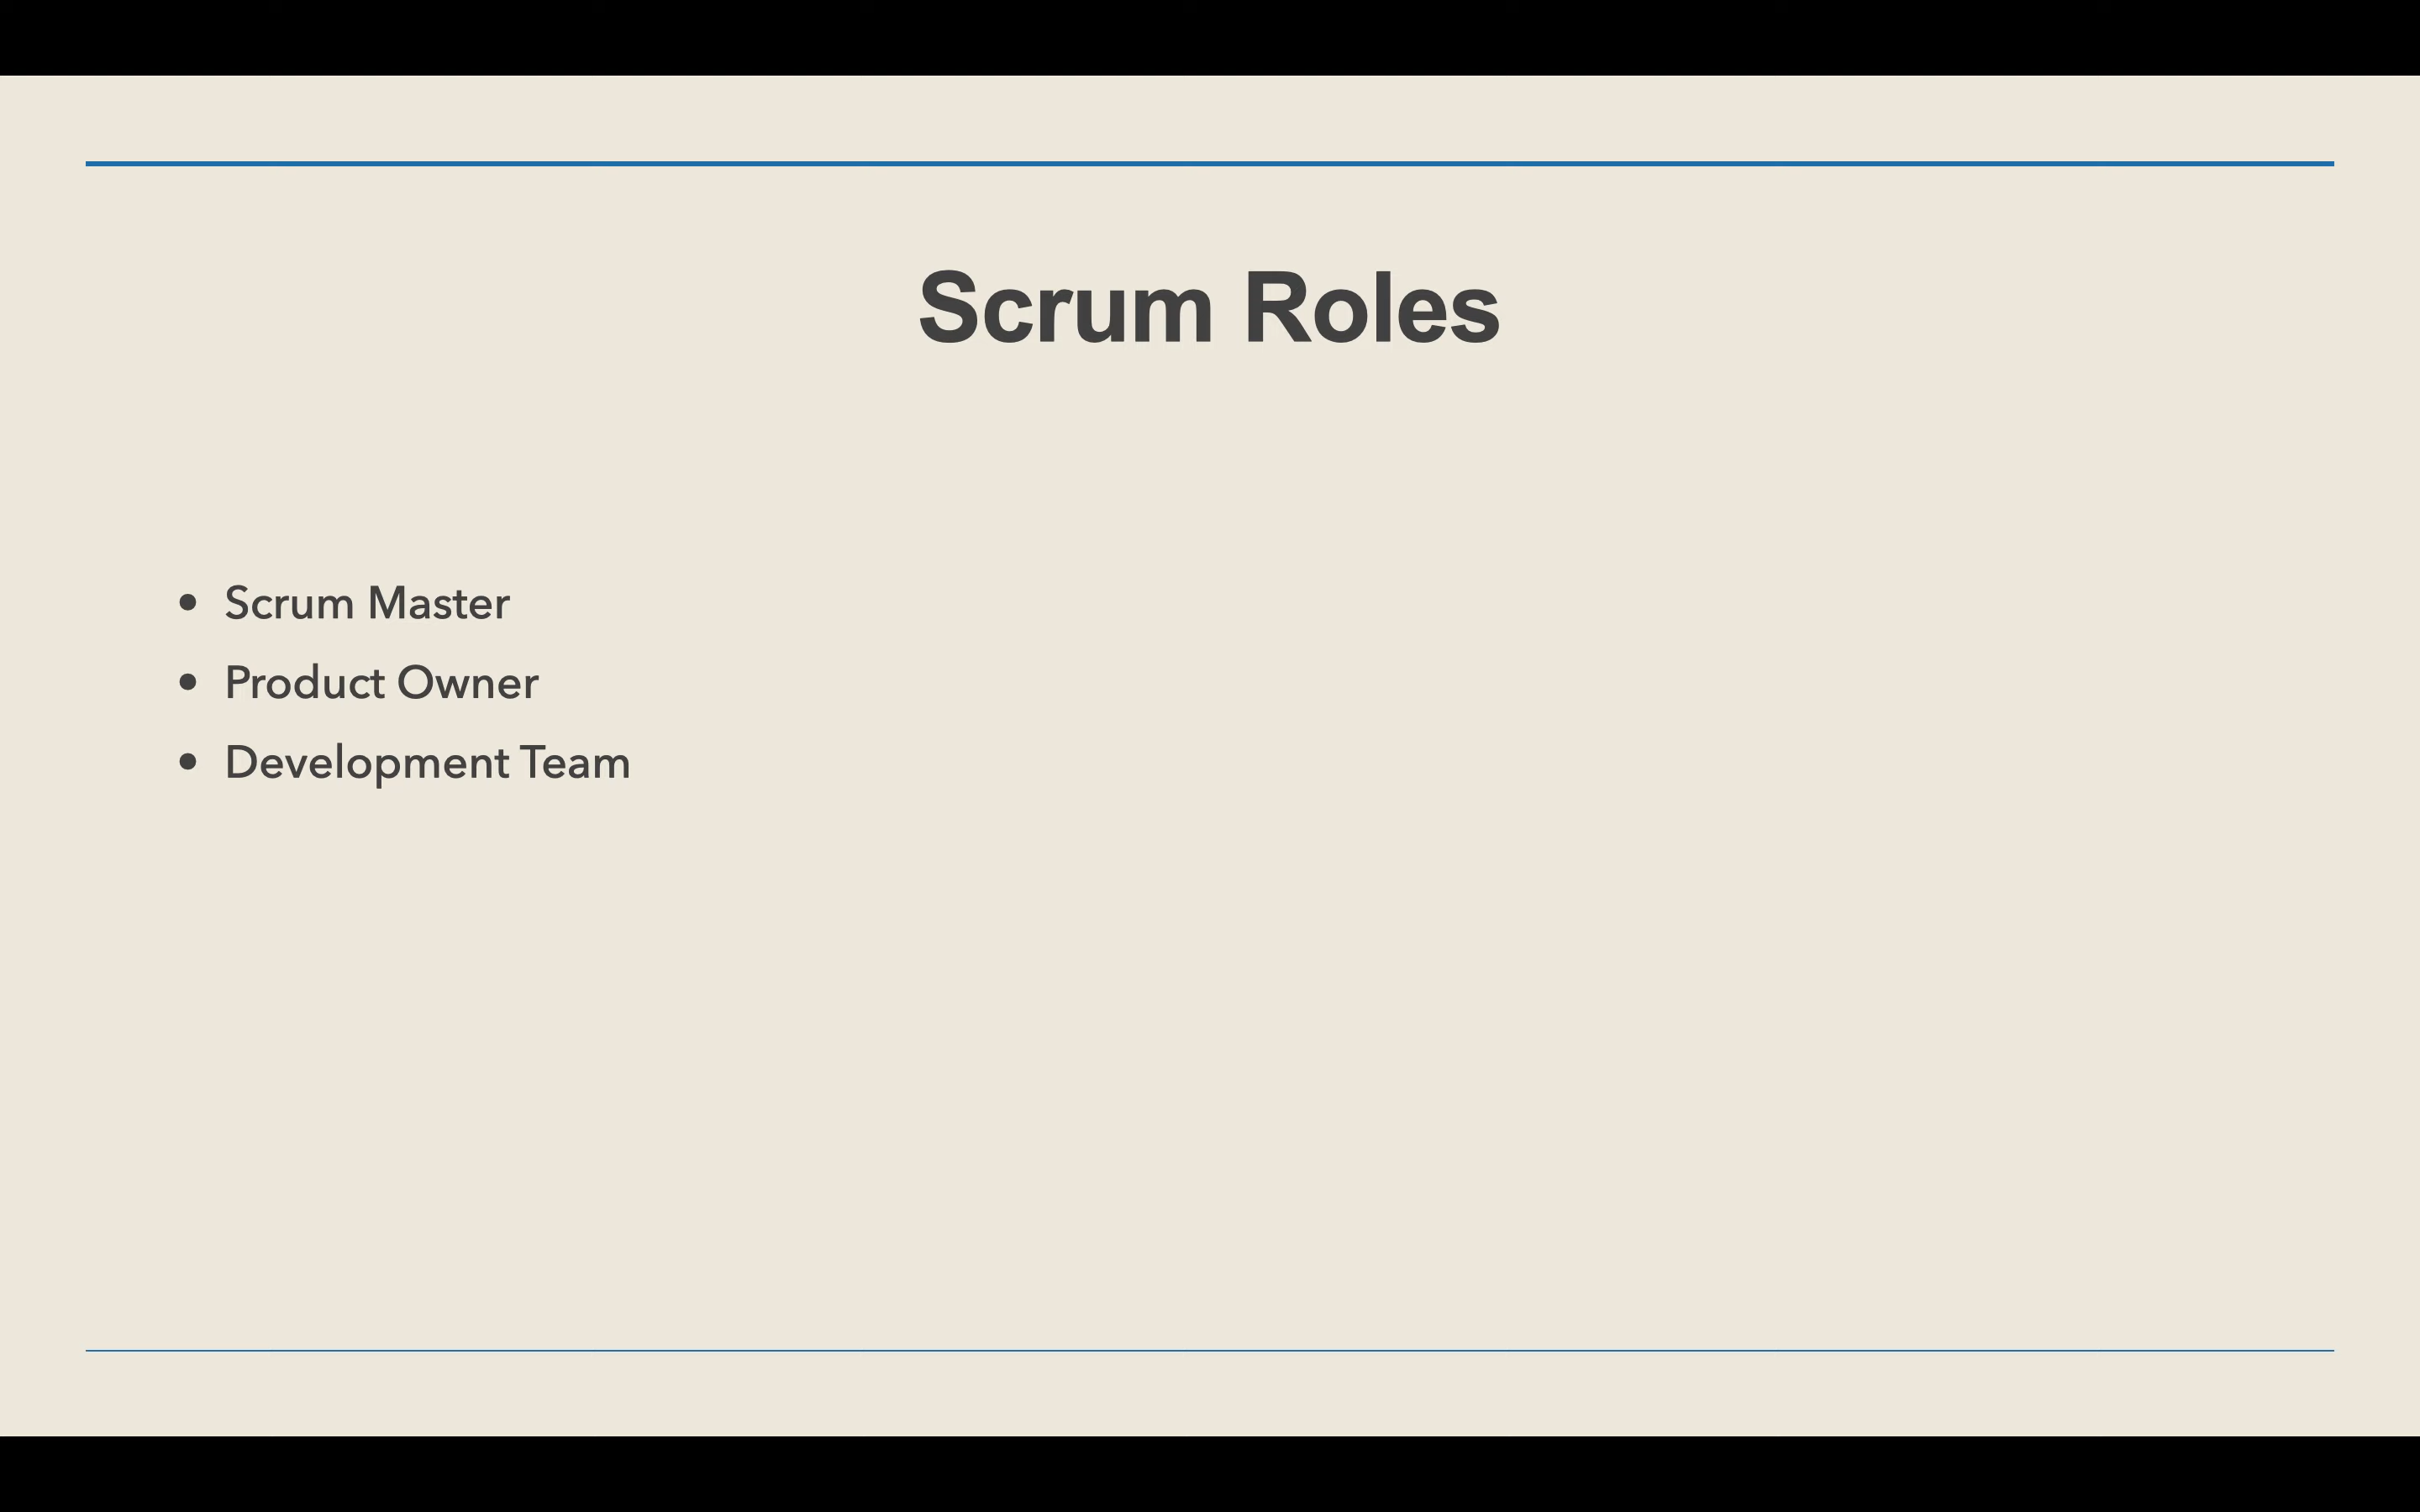 Scrum Roles
• Scrum Master
• Product Owner
• Development Team